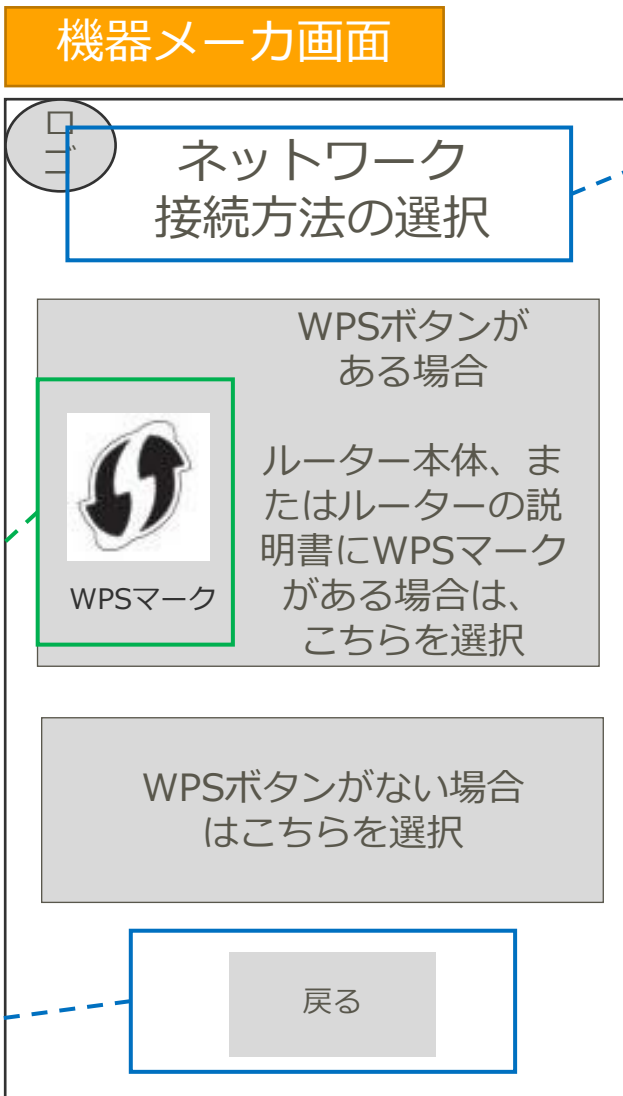 機器メーカ画面
ロ
ゴ
ネットワーク
接続方法の選択
WPSボタンが
ある場合
ルーター本体、ま
たはルーターの説
明書にWPSマーク
がある場合は、
こちらを選択
WPSマーク
WPSボタンがない場合
はこちらを選択
戻る